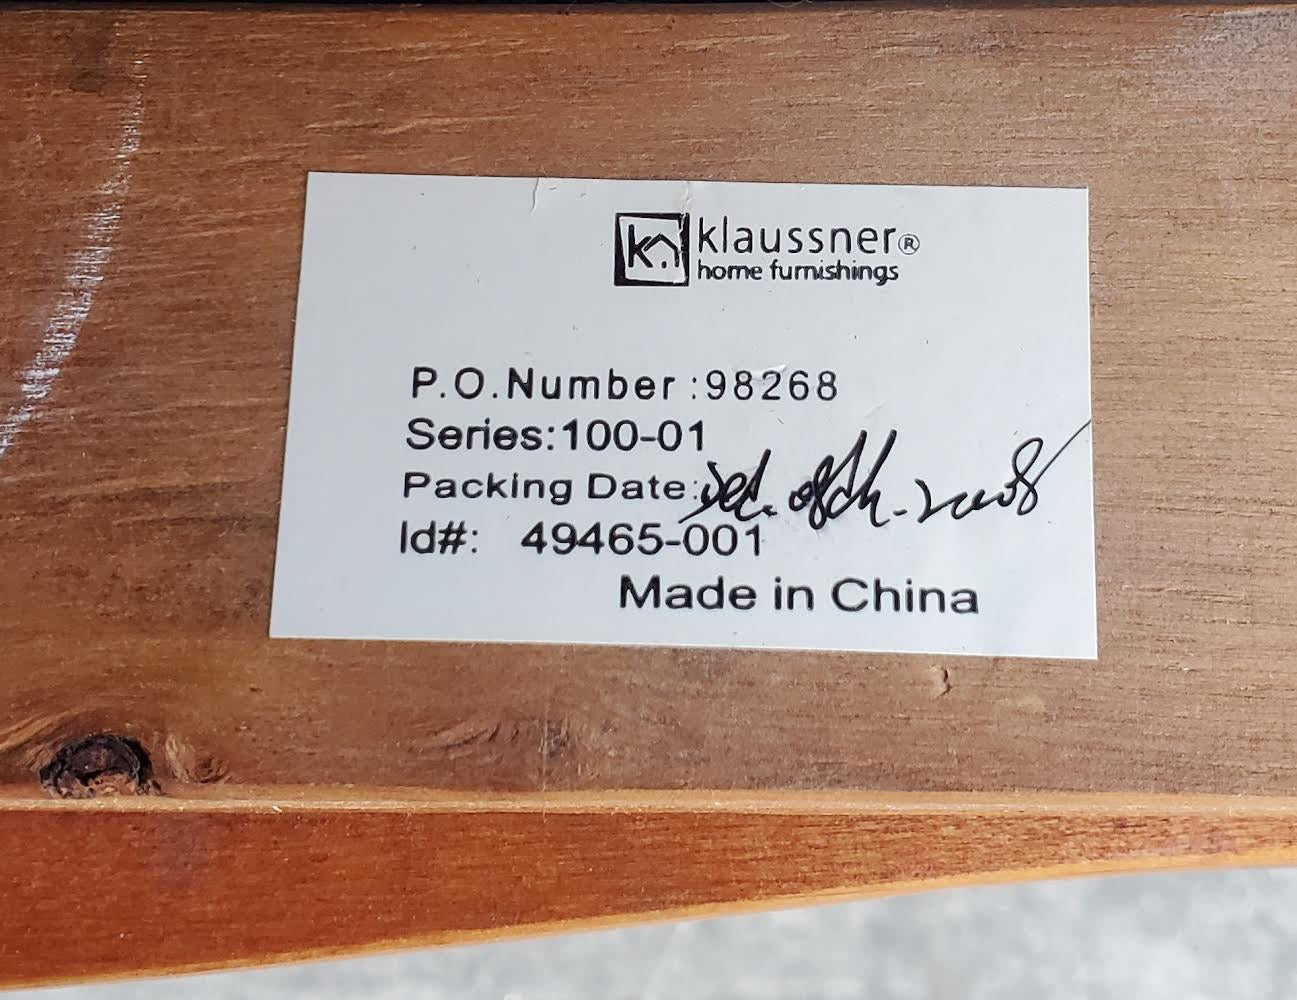 klaussner®
home furnishings
P.O.Number :98268
Series:100-01
Packing Date:
Id#: 49465-001
Made in China